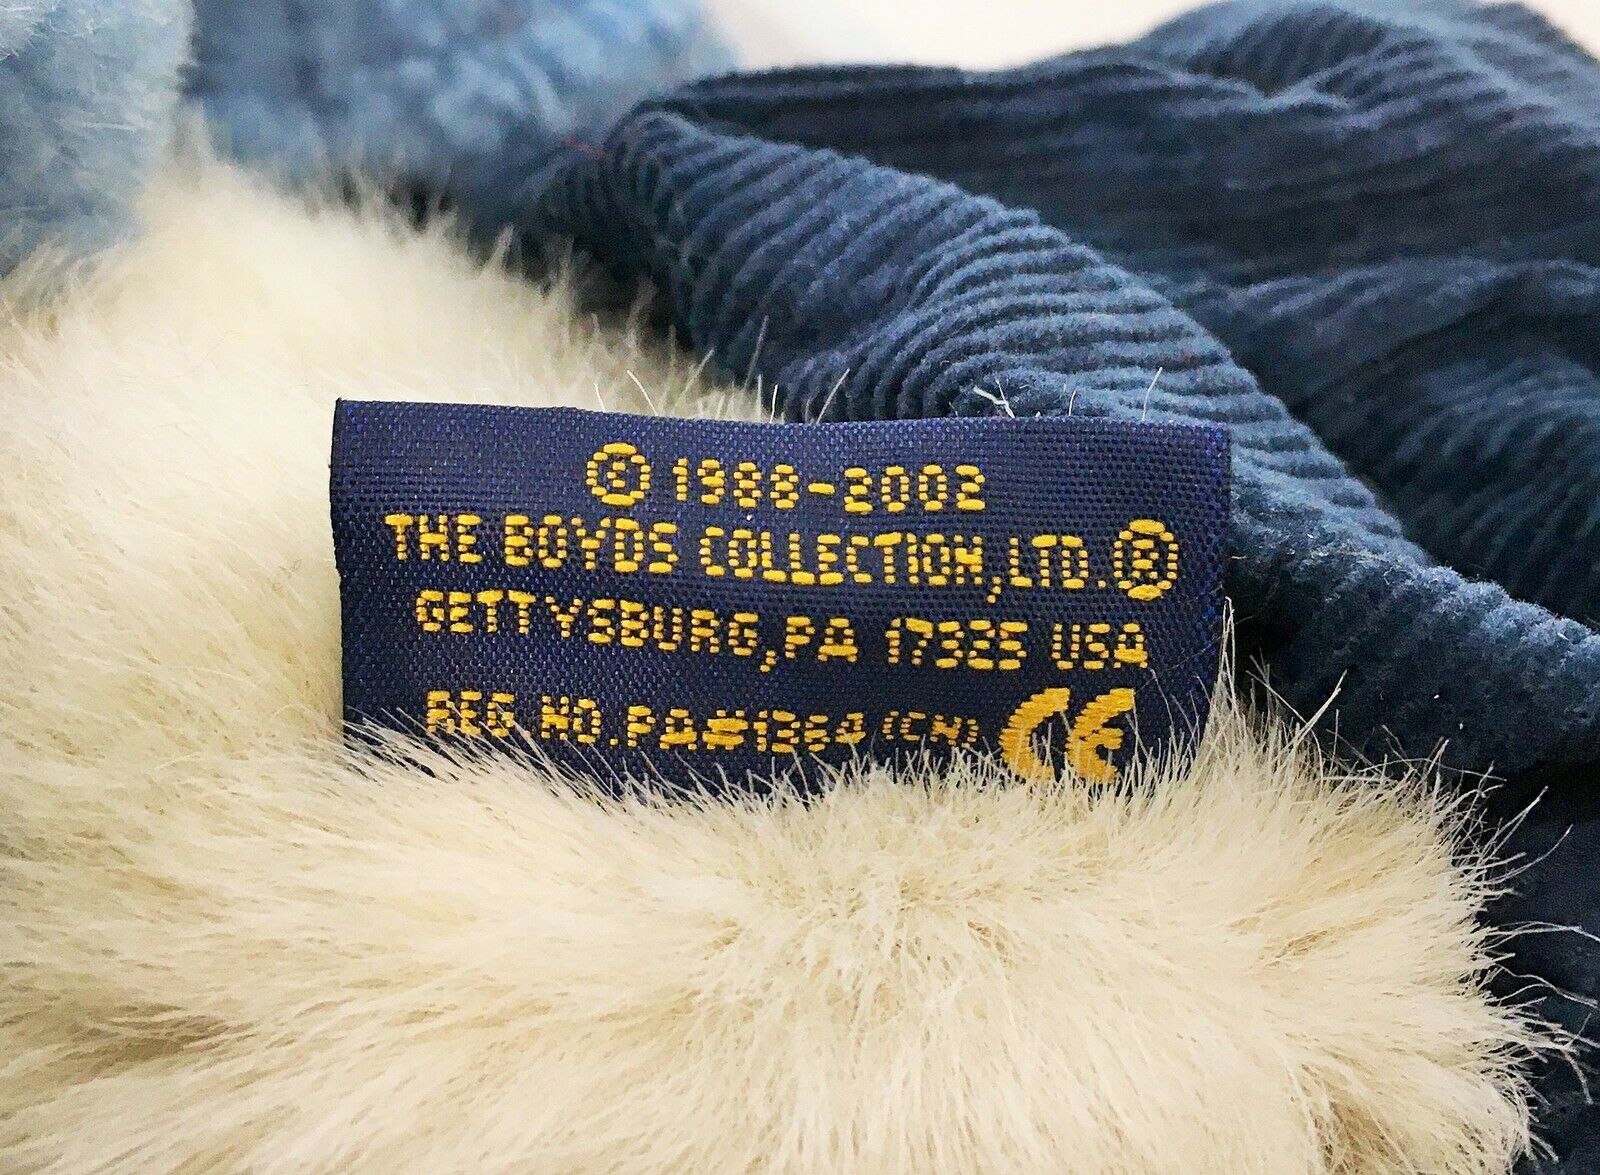 © 1988-2002
THE BOYDS COLLECTION, LTD. ®
GETTYSBURG, PA 17325 USA
REG NO. PA#1364 (CN) CE